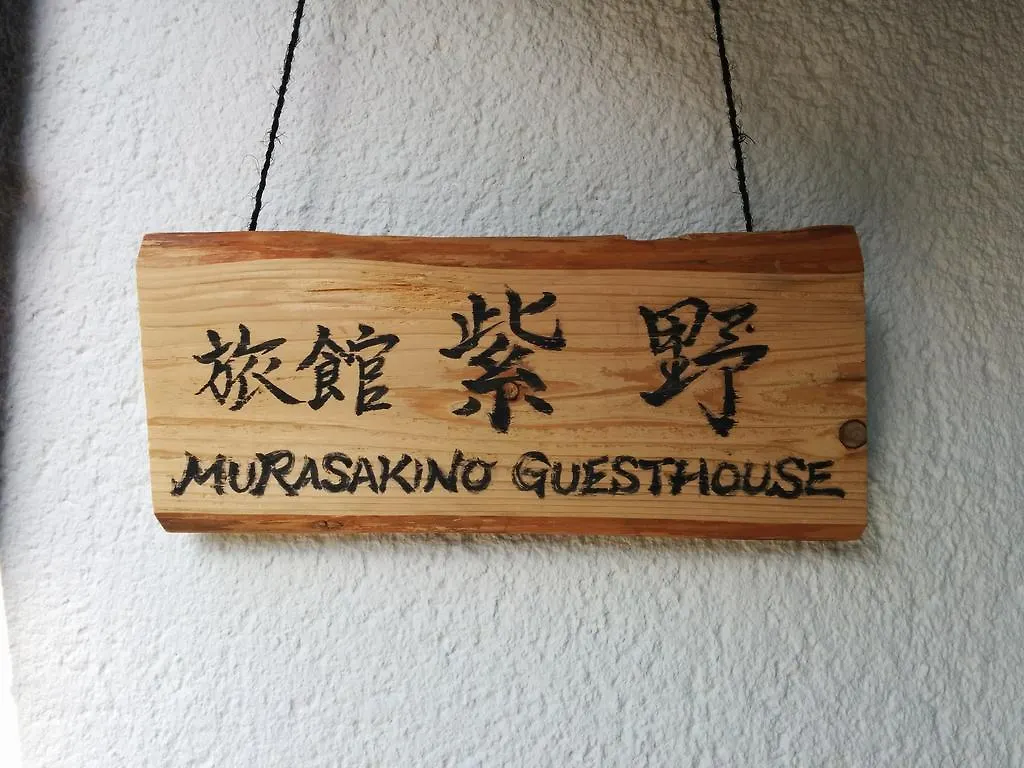 旅館 紫野
MURASAKINO GUESTHOUSE